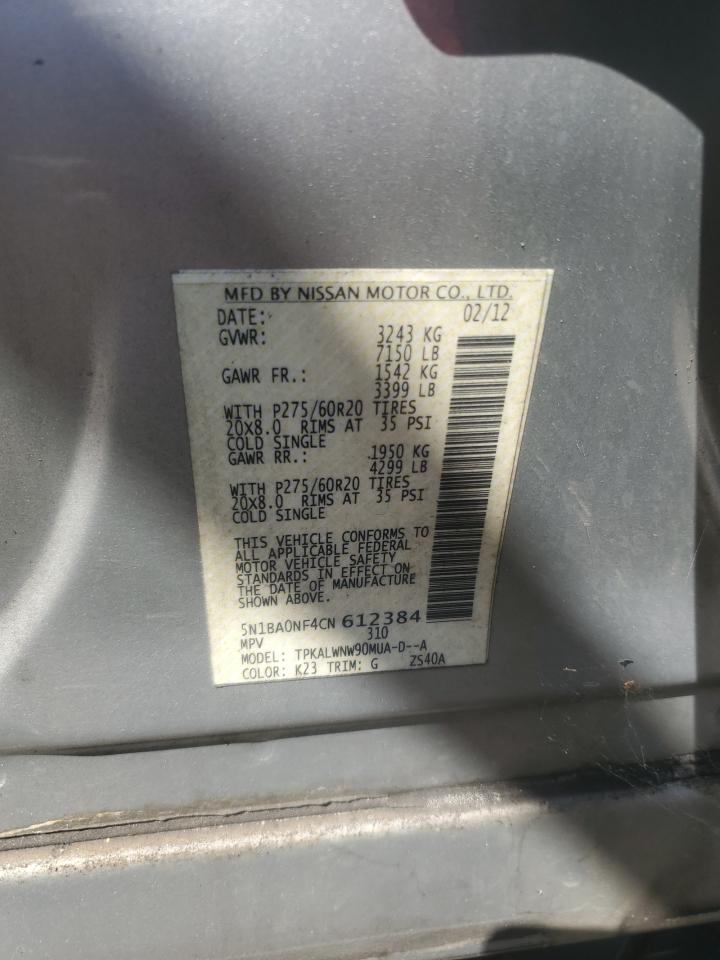 MFD BY NISSAN MOTOR CO., LTD.
DATE: 02/12
GVWR: 3243 KG
7150 LB
GAWR FR.: 1542 KG
3399 LB
WITH P275/60R20 TIRES
20X8.0 RIMS AT 35 PSI
COLD SINGLE
GAWR RR.: 1950 KG
4299 LB
WITH P275/60R20 TIRES
20X8.0 RIMS AT 35 PSI
COLD SINGLE
THIS VEHICLE CONFORMS TO
ALL APPLICABLE FEDERAL
MOTOR VEHICLE SAFETY
STANDARDS IN EFFECT ON
THE DATE OF MANUFACTURE
SHOWN ABOVE.
5N1BA0NF4CN 612384
MPV 310
MODEL: TPKALWNW90MUA-D--A
COLOR: K23 TRIM: G ZS40A